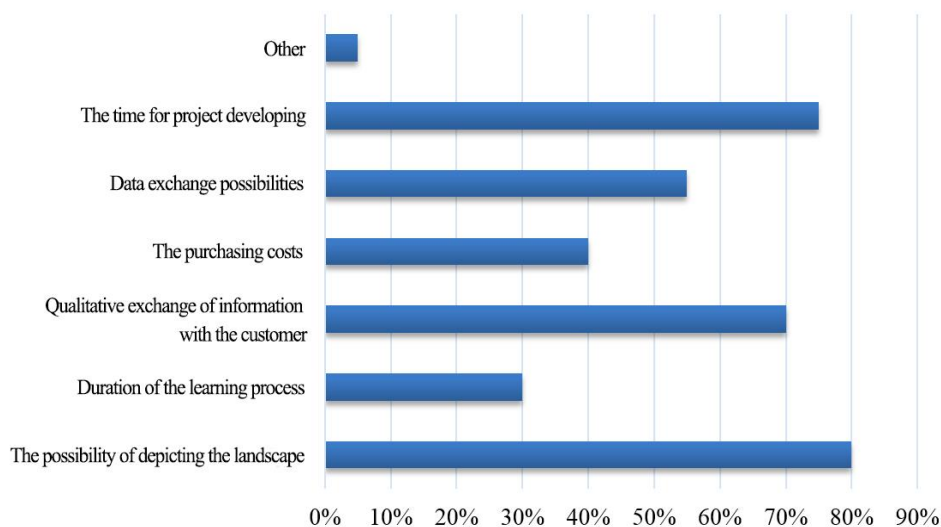 Other
The time for project developing
Data exchange possibilities
The purchasing costs
Qualitative exchange of information
with the customer
Duration of the learning process
The possibility of depicting the landscape
0% 10% 20% 30% 40% 50% 60% 70% 80% 90%